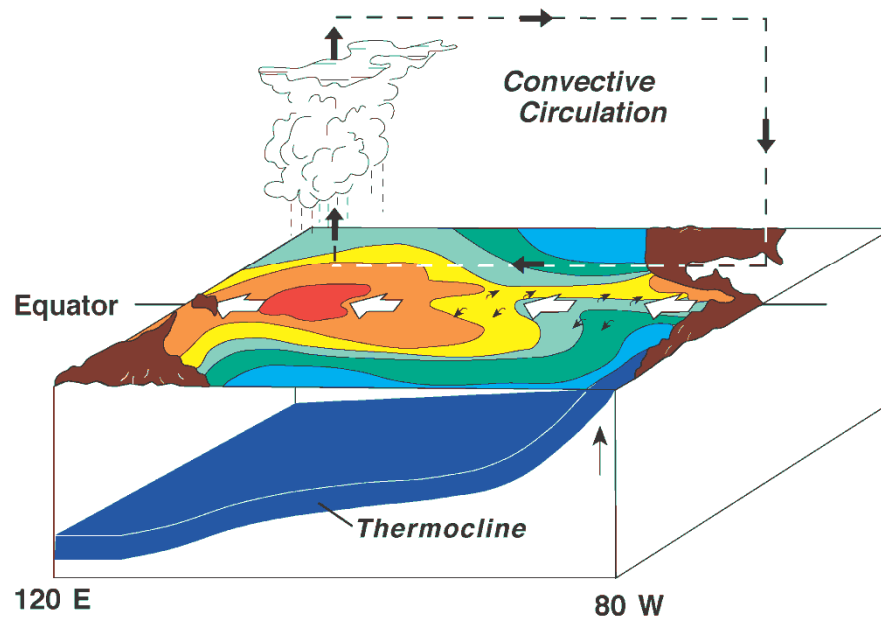 Convective
Circulation
Equator
Thermocline
120 E
80 W